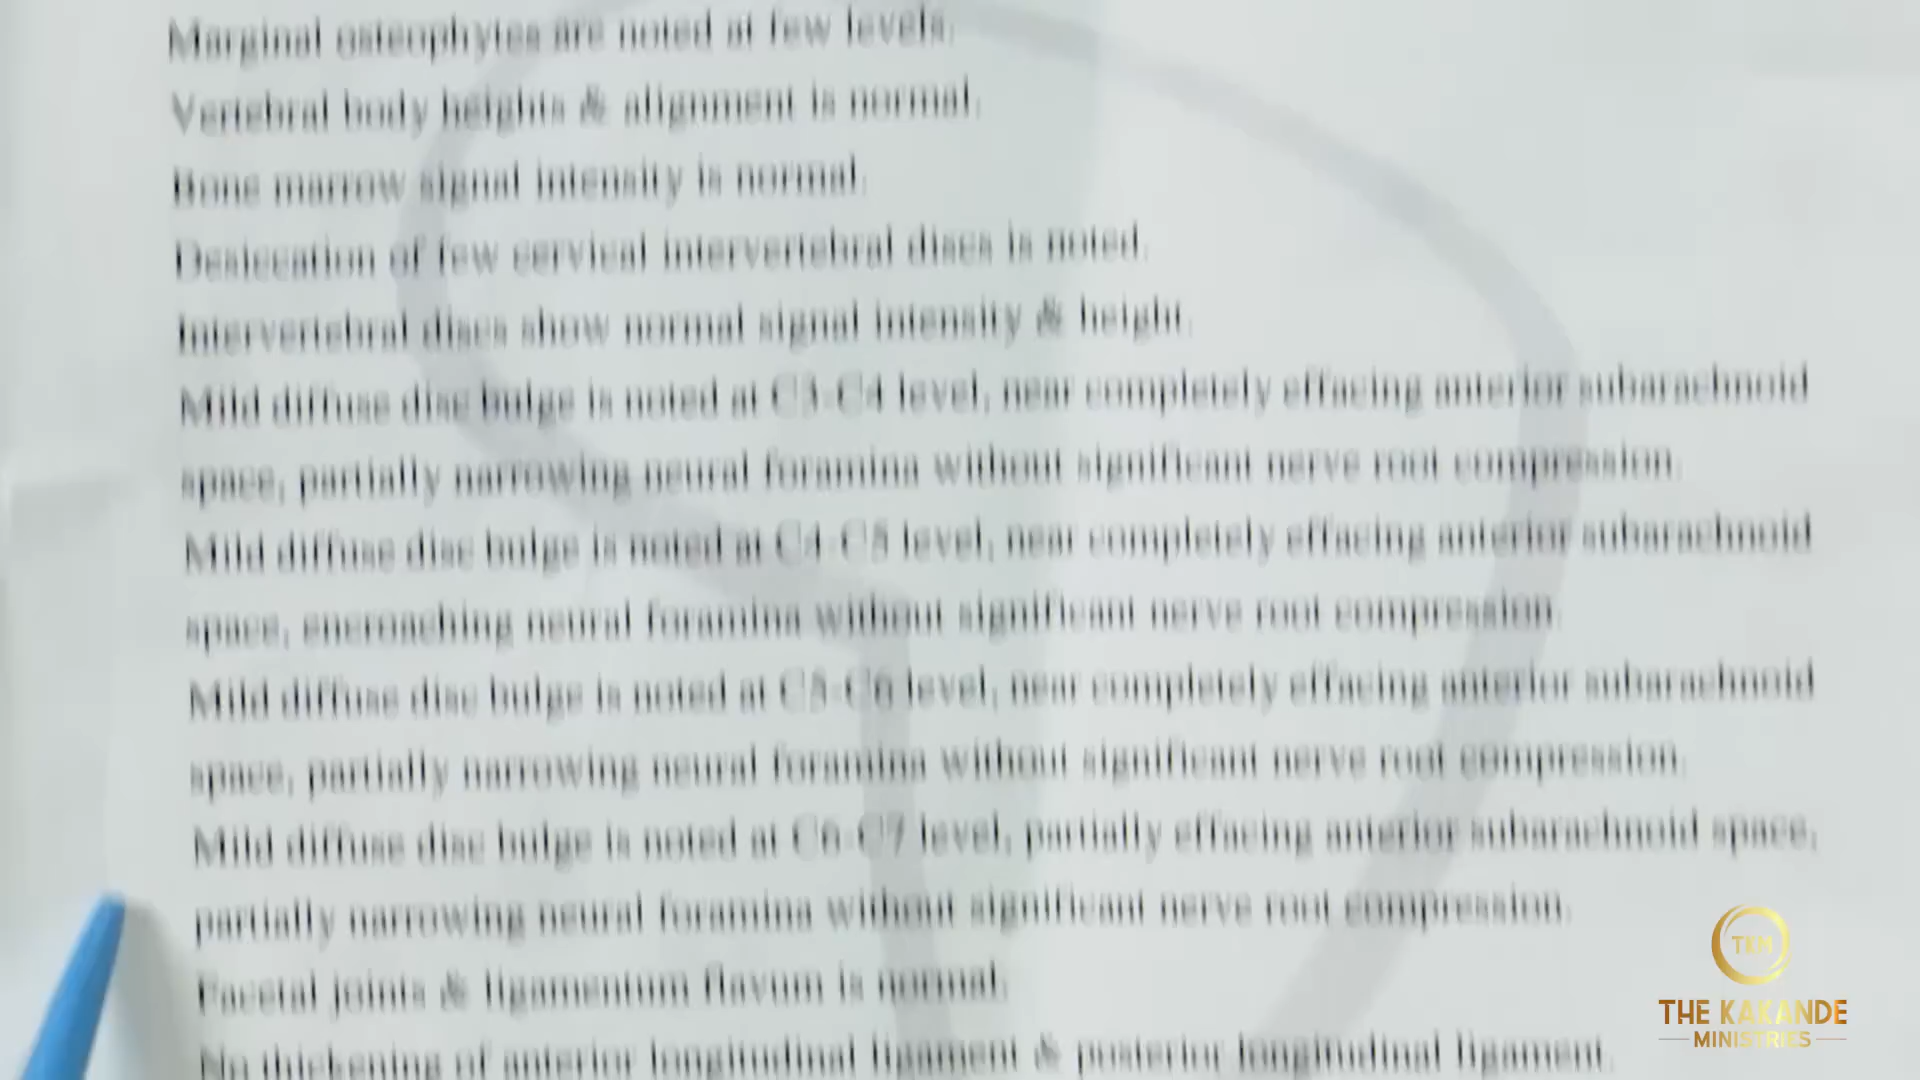 Marginal osteophytes are noted at few levels.
Vertebral body heights & alignment is normal.
Bone marrow signal intensity is normal.
Desiccation of few cervical intervertebral discs is noted.
Intervertebral discs show normal signal intensity & height.
Mild diffuse disc bulge is noted at C3-C4 level, near completely effacing anterior subarachnoid
space, partially narrowing neural foramina without significant nerve root compression.
Mild diffuse disc bulge is noted at C4-C5 level, near completely effacing anterior subarachnoid
space, encroaching neural foramina without significant nerve root compression.
Mild diffuse disc bulge is noted at C5-C6 level, near completely effacing anterior subarachnoid
space, partially narrowing neural foramina without significant nerve root compression.
Mild diffuse disc bulge is noted at C6-C7 level, partially effacing anterior subarachnoid space,
partially narrowing neural foramina without significant nerve root compression.
Facetal joints & ligamentum flavum is normal.
No thickening of anterior longitudinal ligament & posterior longitudinal ligament.
TKM
THE KAKANDE
MINISTRIES